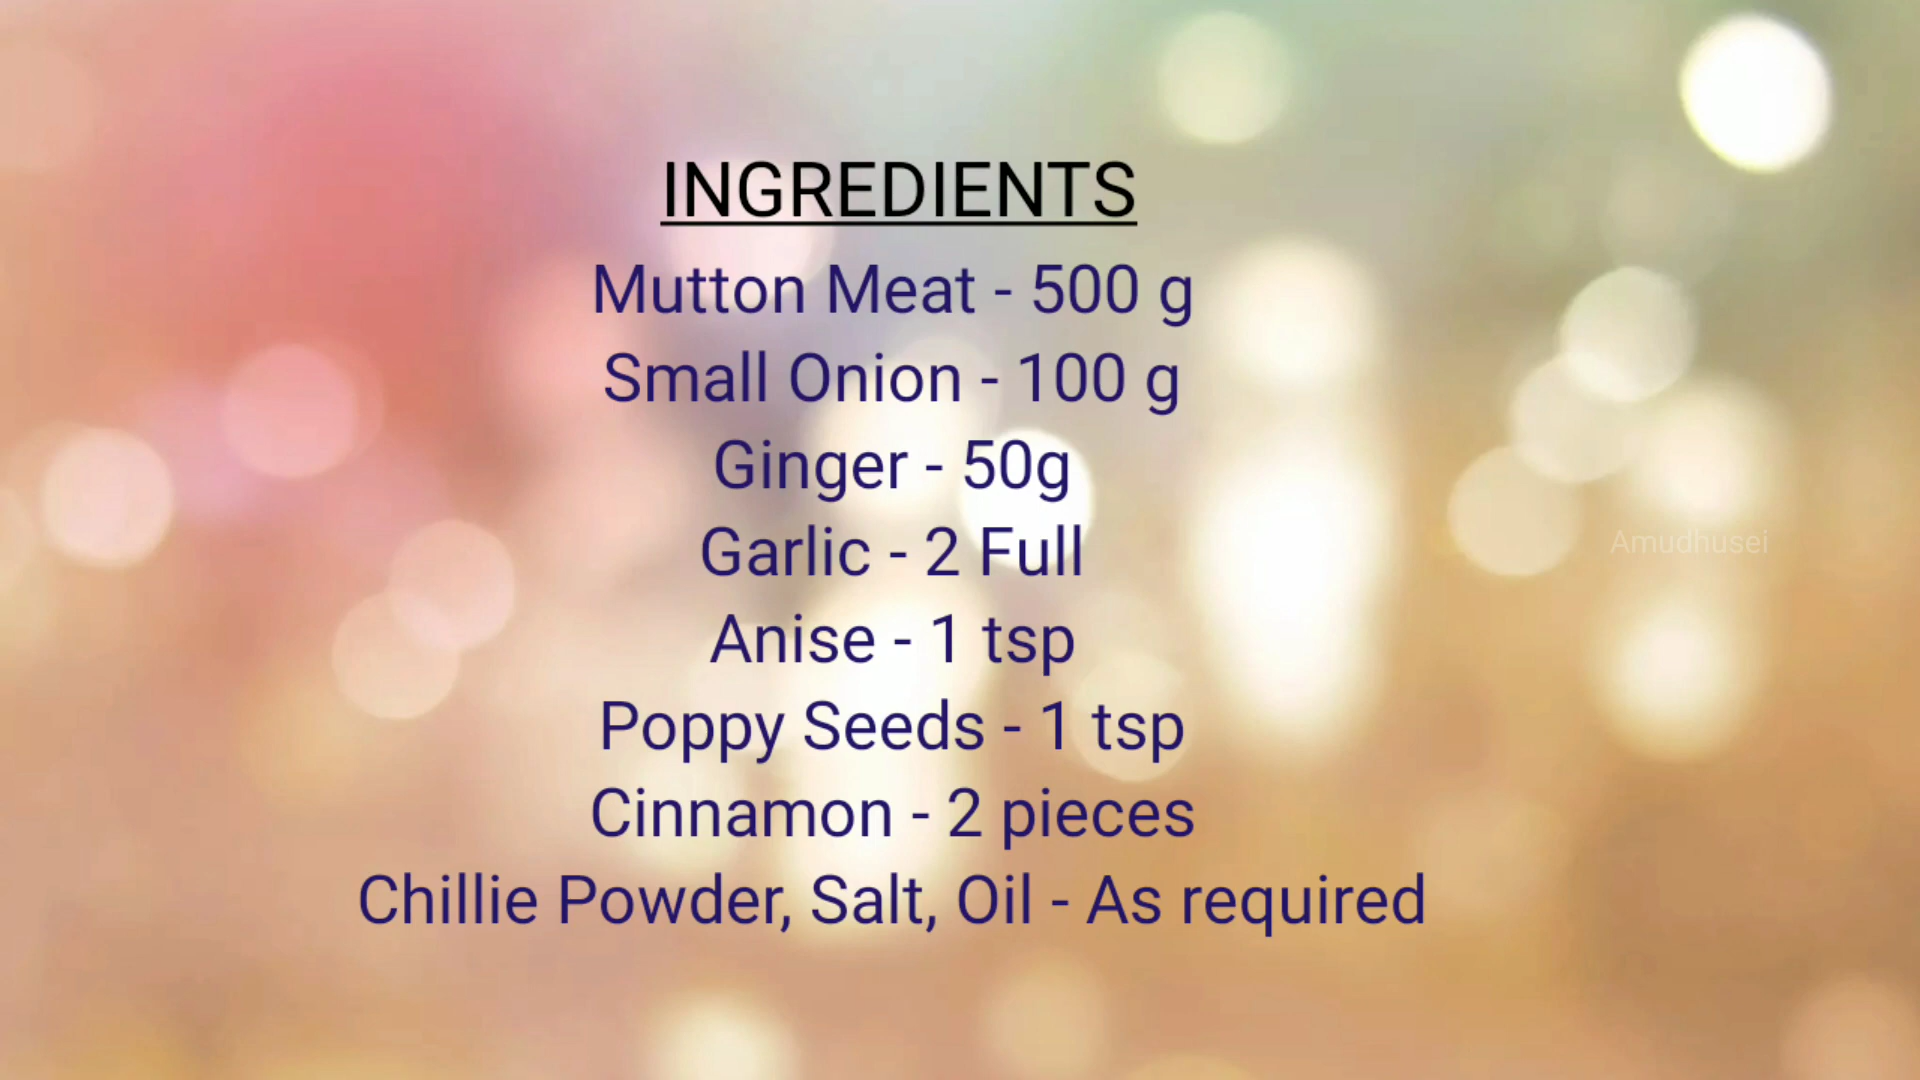 INGREDIENTS
Mutton Meat - 500 g
Small Onion - 100 g
Ginger - 50g
Garlic - 2 Full
Anise - 1 tsp
Poppy Seeds - 1 tsp
Cinnamon - 2 pieces
Chillie Powder, Salt, Oil - As required
Amudhusei